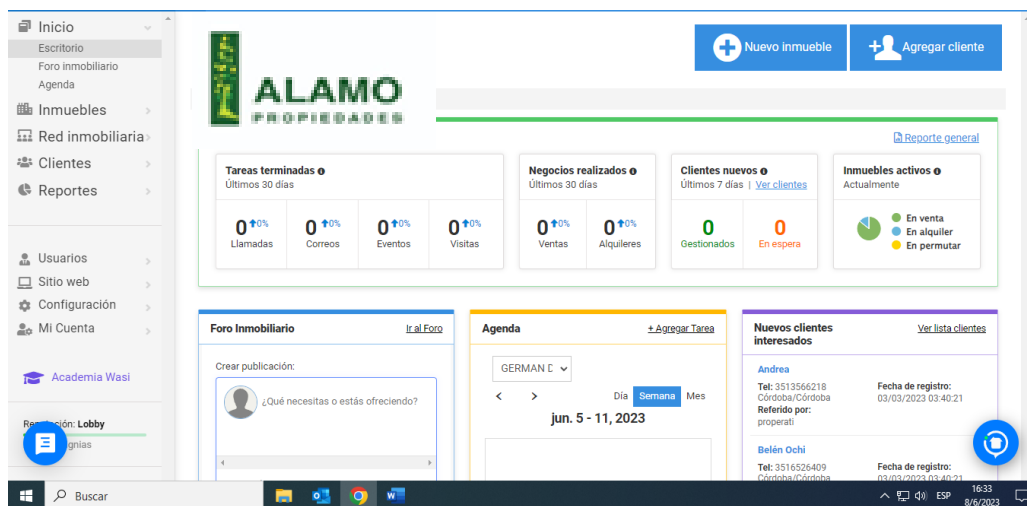 Inicio
Escritorio
Foro inmobiliario
Agenda
Inmuebles
Red inmobiliaria
Clientes
Reportes
Usuarios
Sitio web
Configuración
Mi Cuenta
Academia Wasi
ión: Lobby
gnias
ALAMO
PROPIEDADES
Nuevo inmueble
Agregar cliente
Reporte general
Tareas terminadas
Últimos 30 días
0 0% 0 0% 0 0% 0 0%
Llamadas Correos Eventos Visitas
Negocios realizados
Últimos 30 días
0 0% 0 0%
Ventas Alquileres
Clientes nuevos
Últimos 7 días | Ver clientes
0 0
Gestionados En espera
Inmuebles activos
Actualmente
En venta
En alquiler
En permutar
Foro Inmobiliario Ir al Foro
Crear publicación:
¿Qué necesitas o estás ofreciendo?
Agenda + Agregar Tarea
GERMAN D
Día Semana Mes
jun. 5 - 11, 2023
Nuevos clientes interesados Ver lista clientes
Andrea
Tel: 3513566218 Fecha de registro:
Córdoba/Córdoba 03/03/2023 03:40:21
Referido por:
properati
Belén Ochi
Tel: 3516526409 Fecha de registro:
Córdoba/Córdoba 03/03/2023 03:40:21
Buscar
ESP
16:33
8/6/2023